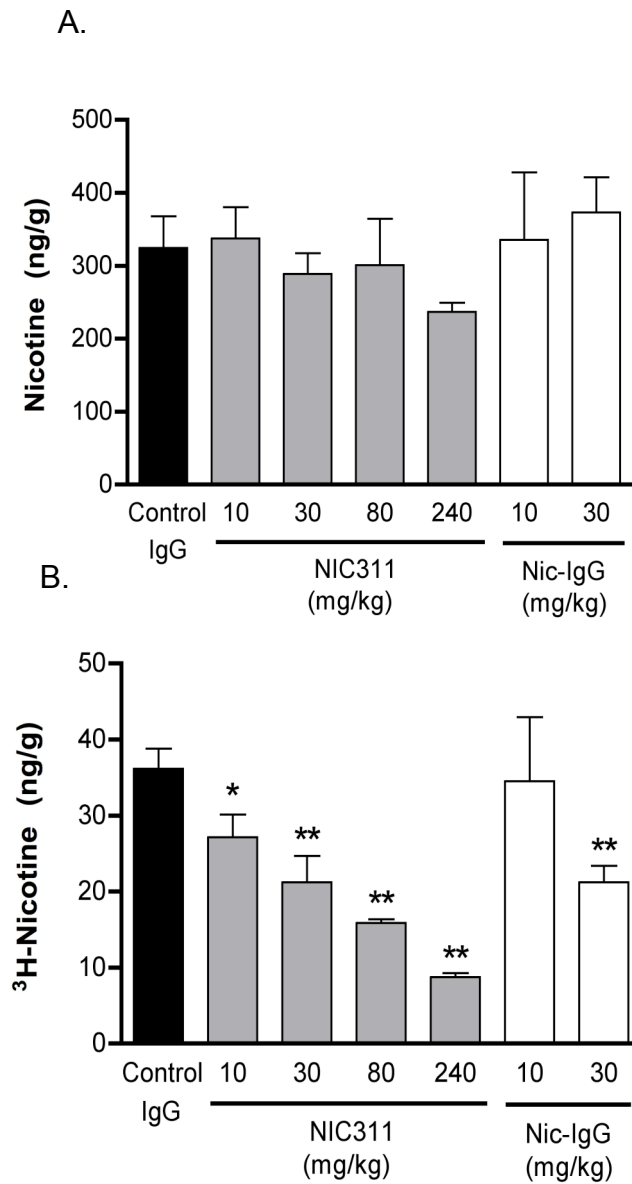 A.
Nicotine (ng/g)
500
400
300
200
100
0
Control 10 30 80 240 10 30
IgG
NIC311
(mg/kg)
Nic-IgG
(mg/kg)
B.
³H-Nicotine (ng/g)
50
40
30
20
10
0
*
**
**
**
**
Control 10 30 80 240 10 30
IgG
NIC311
(mg/kg)
Nic-IgG
(mg/kg)